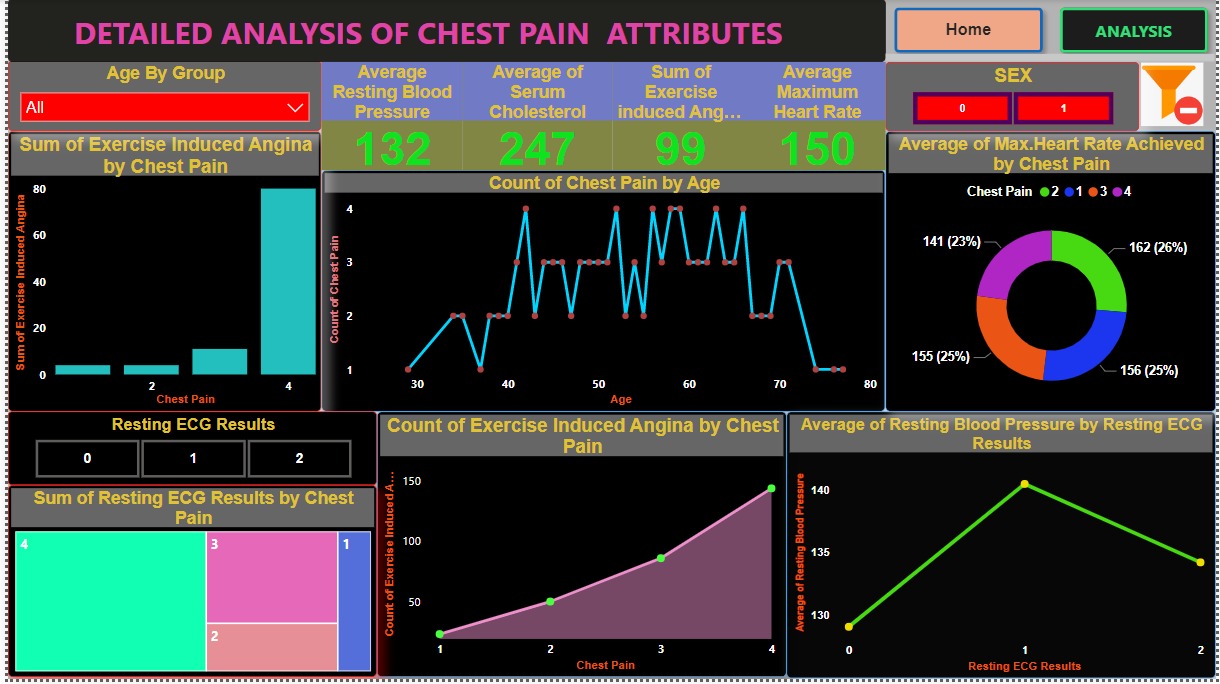 DETAILED ANALYSIS OF CHEST PAIN ATTRIBUTES
Home
ANALYSIS
Age By Group
All
Average
Resting Blood
Pressure
132
Average of
Serum
Cholesterol
247
Sum of
Exercise
induced Ang...
99
Average
Maximum
Heart Rate
150
SEX
0
1
Sum of Exercise Induced Angina
by Chest Pain
Sum of Exercise Induced Angina
80
60
40
20
0
2
4
Chest Pain
Count of Chest Pain by Age
Count of Chest Pain
4
3
2
1
30
40
50
60
70
80
Age
Average of Max.Heart Rate Achieved
by Chest Pain
Chest Pain 2 1 3 4
141 (23%)
162 (26%)
155 (25%)
156 (25%)
Resting ECG Results
0
1
2
Sum of Resting ECG Results by Chest
Pain
4
3
1
2
Count of Exercise Induced Angina by Chest
Pain
Count of Exercise Induced A...
150
100
50
1
2
3
4
Chest Pain
Average of Resting Blood Pressure by Resting ECG
Results
Average of Resting Blood Pressure
140
135
130
0
1
2
Resting ECG Results